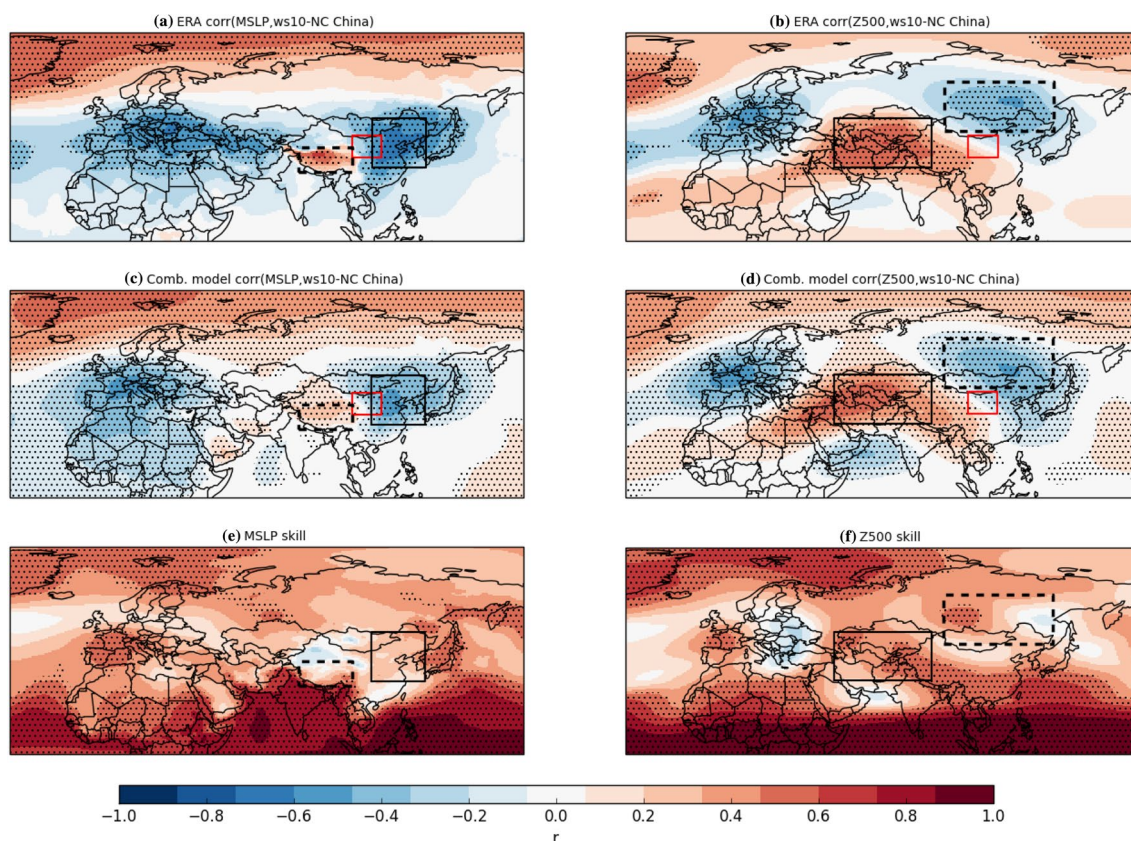 (a) ERA corr(MSLP,ws10-NC China)
(b) ERA corr(Z500,ws10-NC China)
(c) Comb. model corr(MSLP,ws10-NC China)
(d) Comb. model corr(Z500,ws10-NC China)
(e) MSLP skill
(f) Z500 skill
−1.0 −0.8 −0.6 −0.4 −0.2 0.0 0.2 0.4 0.6 0.8 1.0
r